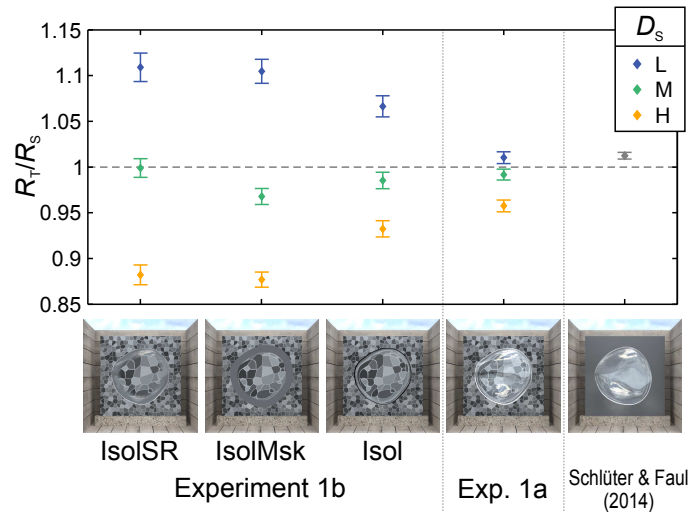 D_S
L
M
H
1.15
1.1
1.05
1
0.95
0.9
0.85
R_T/R_S
IsolSR IsolMsk Isol
Experiment 1b Exp. 1a Schlüter & Faul
(2014)